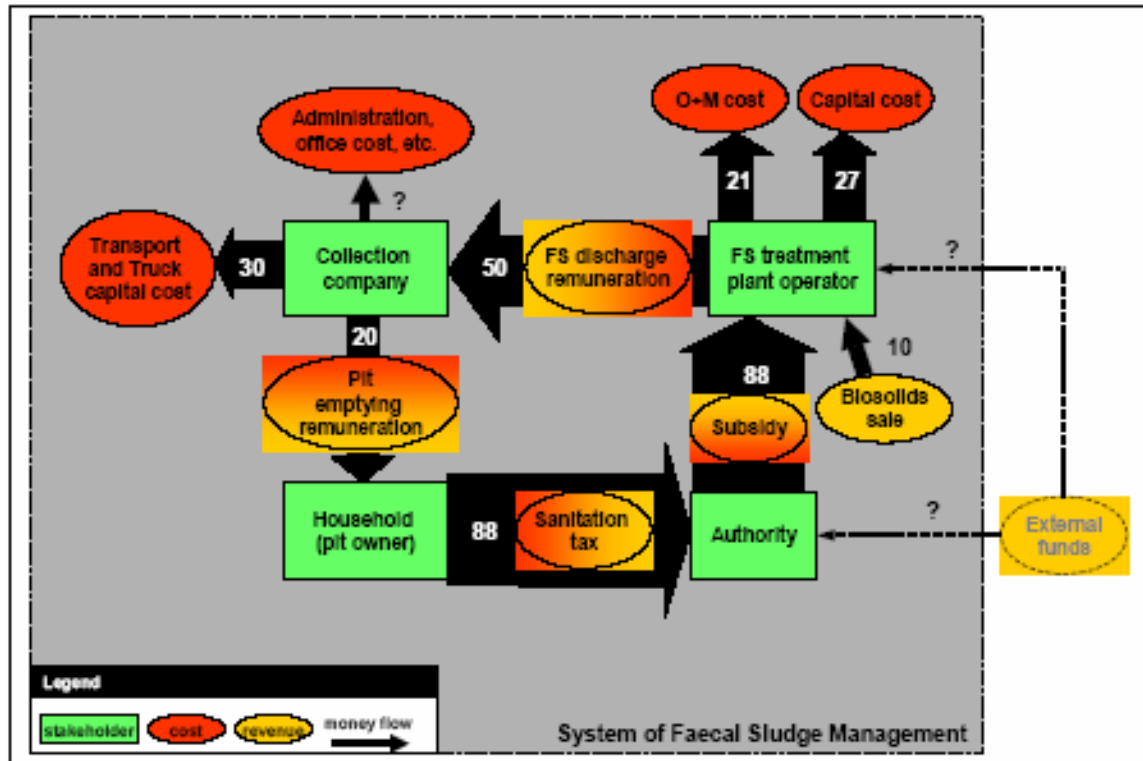 O+M cost
Capital cost
Administration,
office cost, etc.
21
27
?
Transport
and Truck
capital cost
30
Collection
company
50
FS discharge
remuneration
FS treatment
plant operator
?
20
10
88
Pit
emptying
remuneration
Biosolids
sale
Subsidy
Household
(pit owner)
88
Sanitation
tax
Authority
?
External
funds
Legend
stakeholder
cost
revenue
money flow
System of Faecal Sludge Management